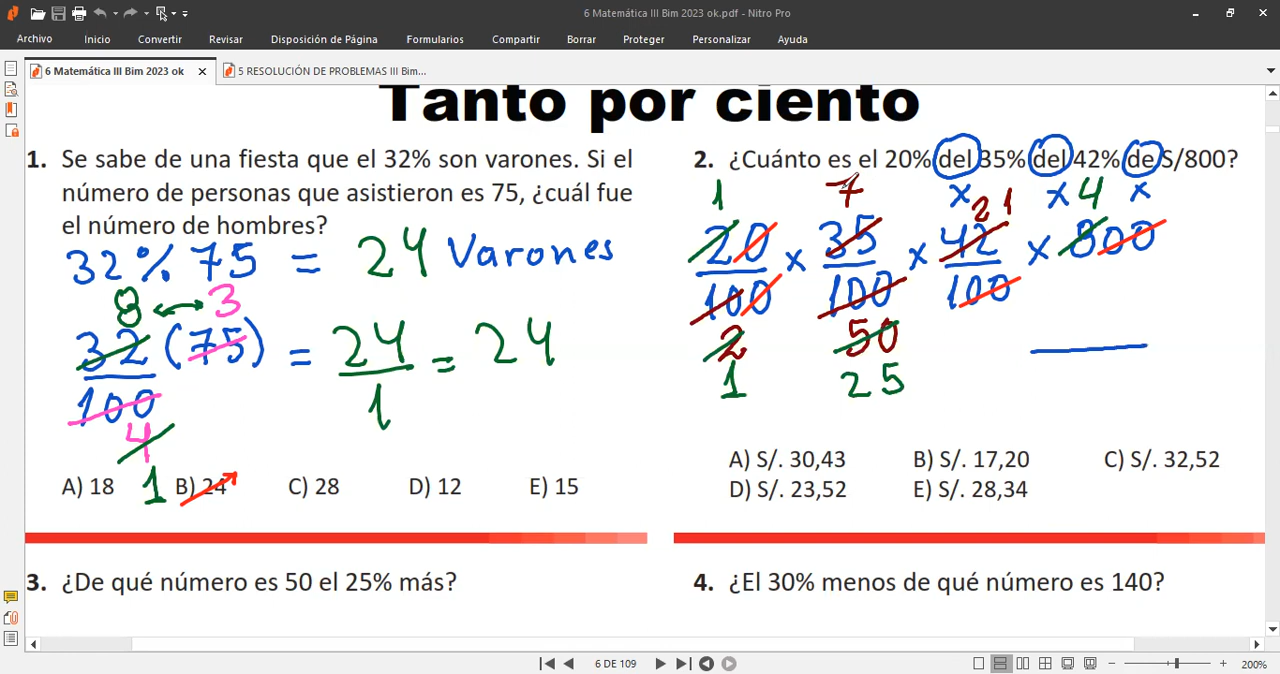 6 Matemática III Bim 2023 ok.pdf - Nitro Pro
Archivo Inicio Convertir Revisar Disposición de Página Formularios Compartir Borrar Proteger Personalizar Ayuda
6 Matemática III Bim 2023 ok × 5 RESOLUCIÓN DE PROBLEMAS III Bim...
Tanto por ciento
1. Se sabe de una fiesta que el 32% son varones. Si el
número de personas que asistieron es 75, ¿cuál fue
el número de hombres?
32% 75 = 24 Varones
8 3
32 (75) = 24 = 24
100 1
4
1
A) 18 B) 24 C) 28 D) 12 E) 15
2. ¿Cuánto es el 20% del 35% del 42% de S/800?
x x x
1 7 21 4
20 x 35 x 42 x 800
100 100 100
2 50
1 25
A) S/. 30,43 B) S/. 17,20 C) S/. 32,52
D) S/. 23,52 E) S/. 28,34
3. ¿De qué número es 50 el 25% más?
4. ¿El 30% menos de qué número es 140?
6 DE 109
200%